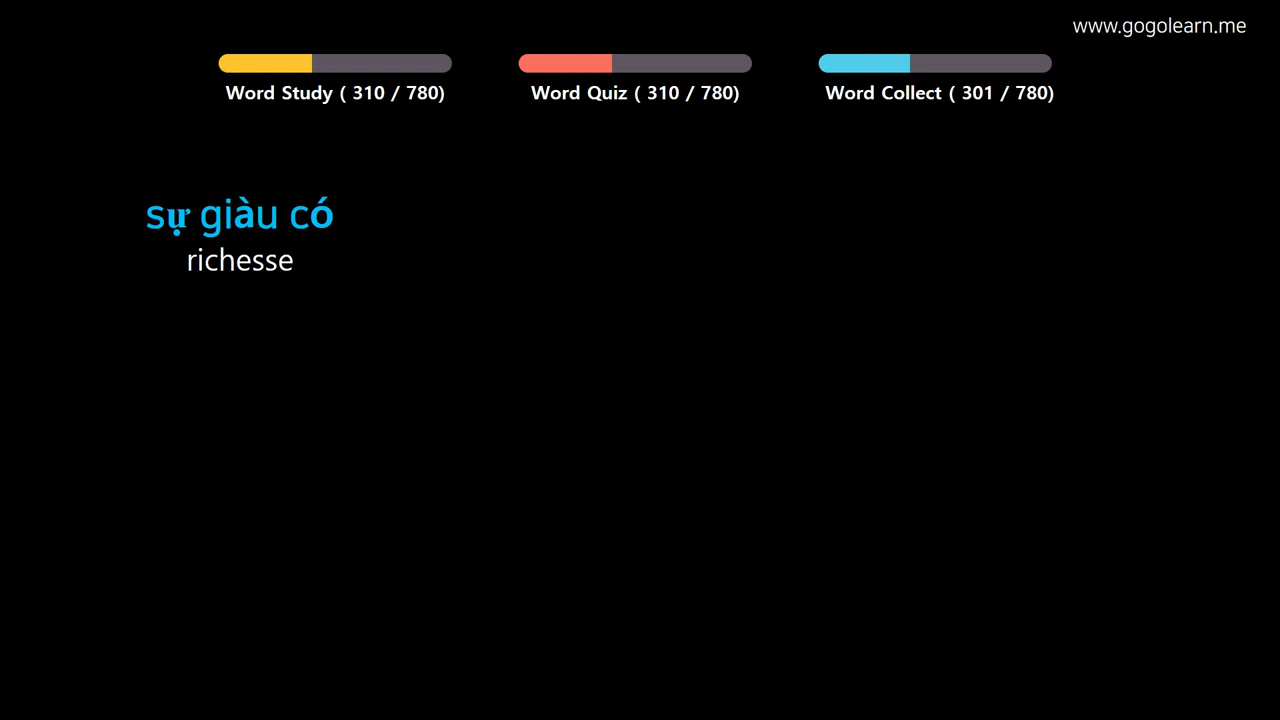 www.gogolearn.me
Word Study ( 310 / 780)
Word Quiz ( 310 / 780)
Word Collect ( 301 / 780)
sự giàu có
richesse